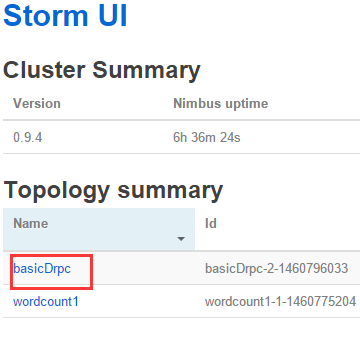 Storm UI
Cluster Summary
Version Nimbus uptime
0.9.4 6h 36m 24s
Topology summary
Name Id
basicDrpc basicDrpc-2-1460796033
wordcount1 wordcount1-1-1460775204